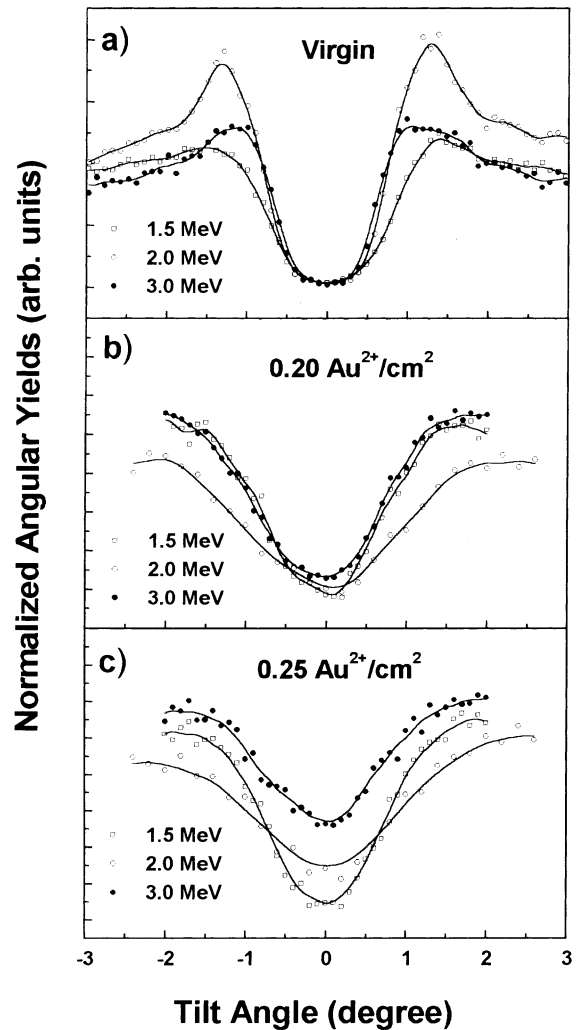 a)
Virgin
1.5 MeV
2.0 MeV
3.0 MeV
b)
0.20 Au²⁺/cm²
1.5 MeV
2.0 MeV
3.0 MeV
c)
0.25 Au²⁺/cm²
1.5 MeV
2.0 MeV
3.0 MeV
Normalized Angular Yields (arb. units)
-3 -2 -1 0 1 2 3
Tilt Angle (degree)